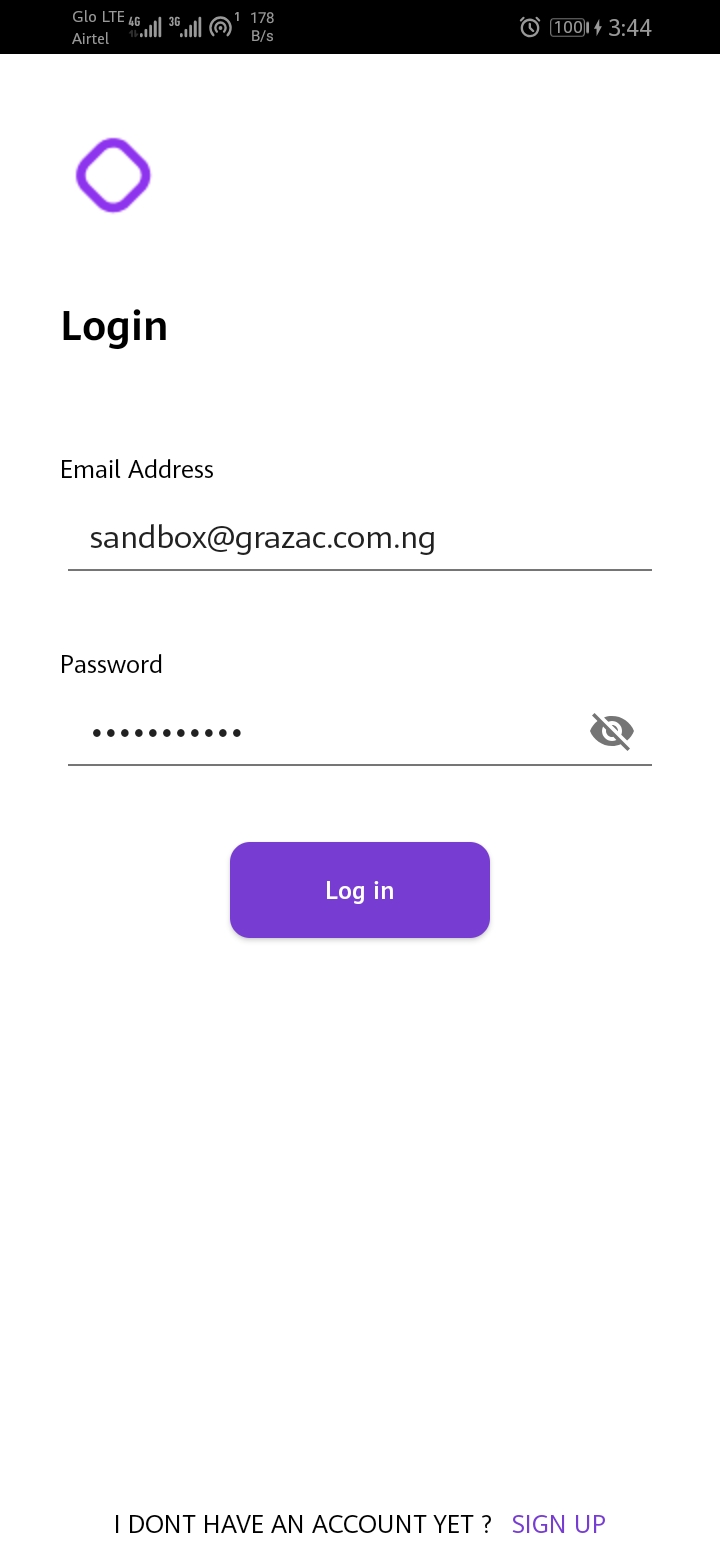 Glo LTE 4G 3G 1 178 100 3:44
Airtel B/s
Login
Email Address
sandbox@grazac.com.ng
Password
•••••••••••
Log in
I DONT HAVE AN ACCOUNT YET ? SIGN UP